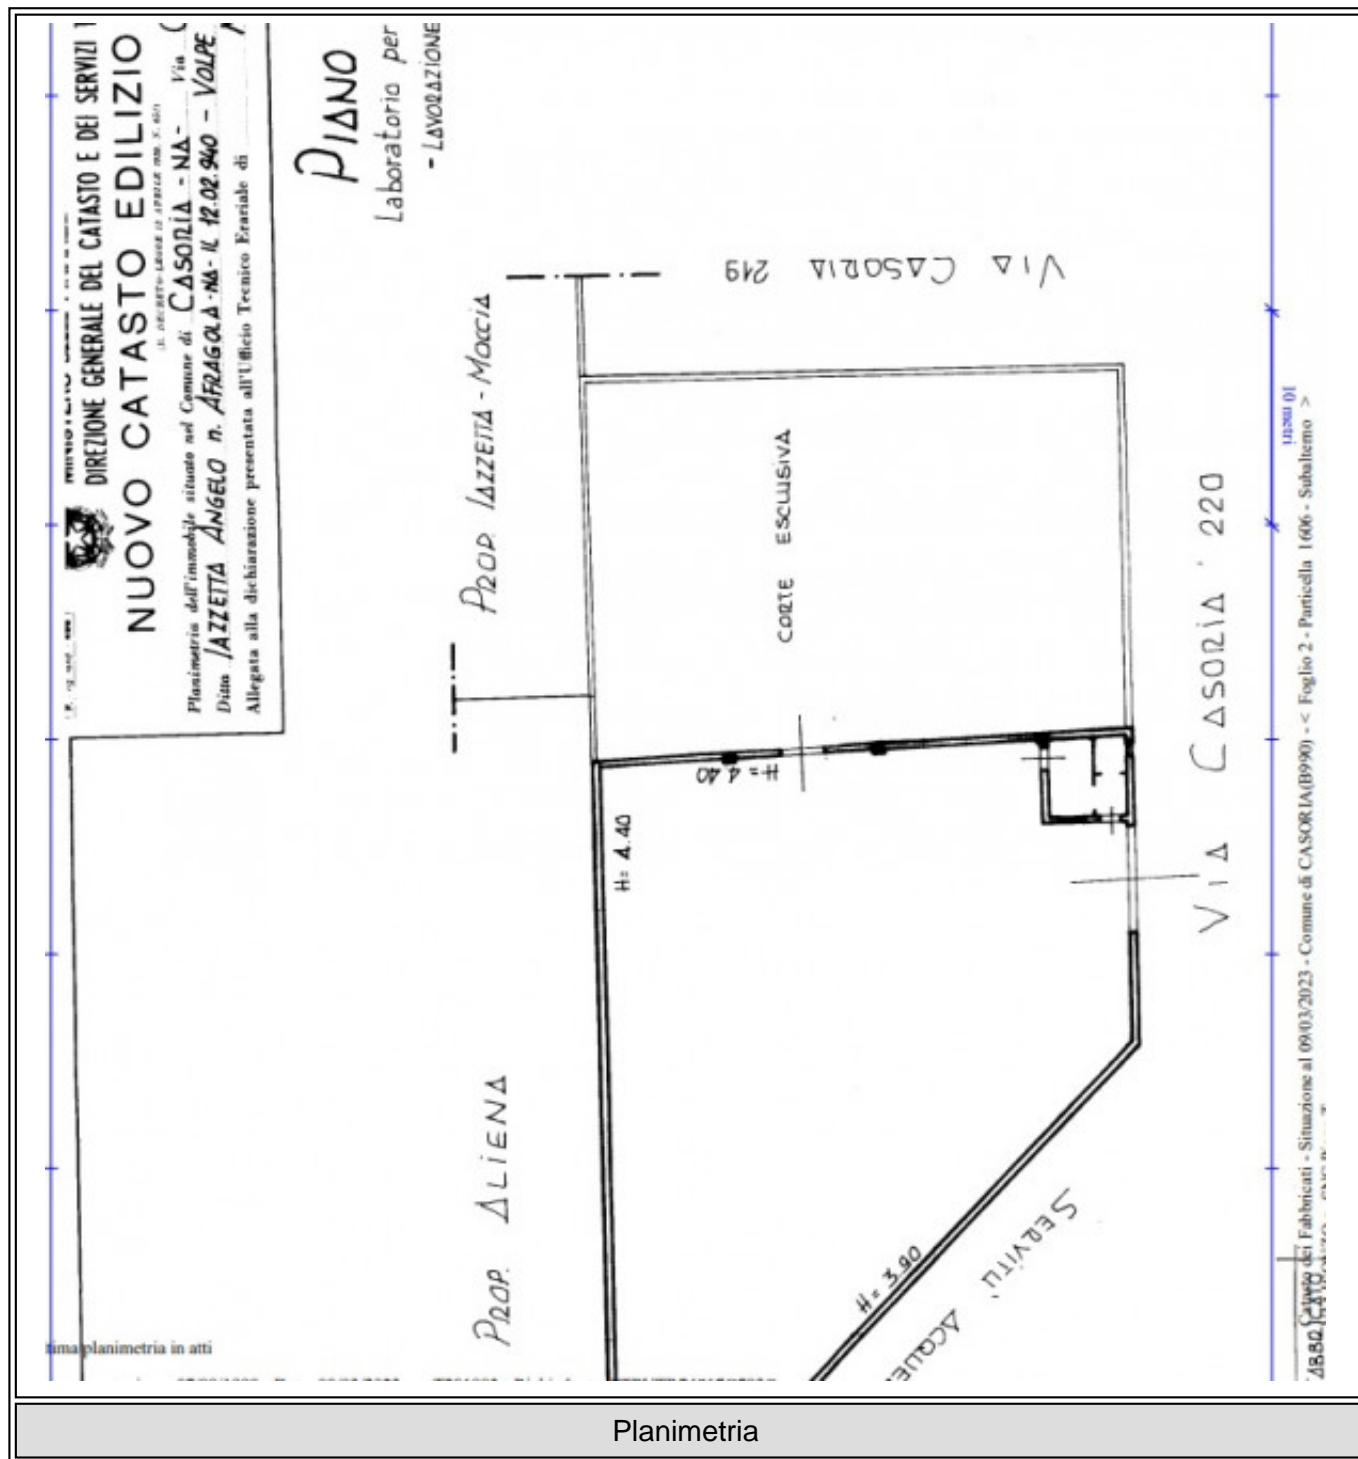 DIREZIONE GENERALE DEL CATASTO E DEI SERVIZI
NUOVO CATASTO EDILIZIO
Planimetria dell'immobile situato nel Comune di CASORIA - NA - Via
Ditta IAZZETTA ANGELO n. AFRAGOLA - NA - IL 12.02.940 - VOLPE
Allegata alla dichiarazione presentata all'Ufficio Tecnico Erariale di
PIANO
Laboratorio per
- LAVORAZIONE
VIA CASORIA 219
PROP. IAZZETTA - MOCCIA
CORTE ESCLUSIVA
H = 4.40
H = 4.40
VIA CASORIA 220
PROP. ALIENA
H = 3.90
SERVITÙ
10 metri
Catasto dei Fabbricati - Situazione al 09/03/2023 - Comune di CASORIA(B990) - < Foglio 2 - Particella 1606 - Subalterno >
planimetria in atti
Planimetria